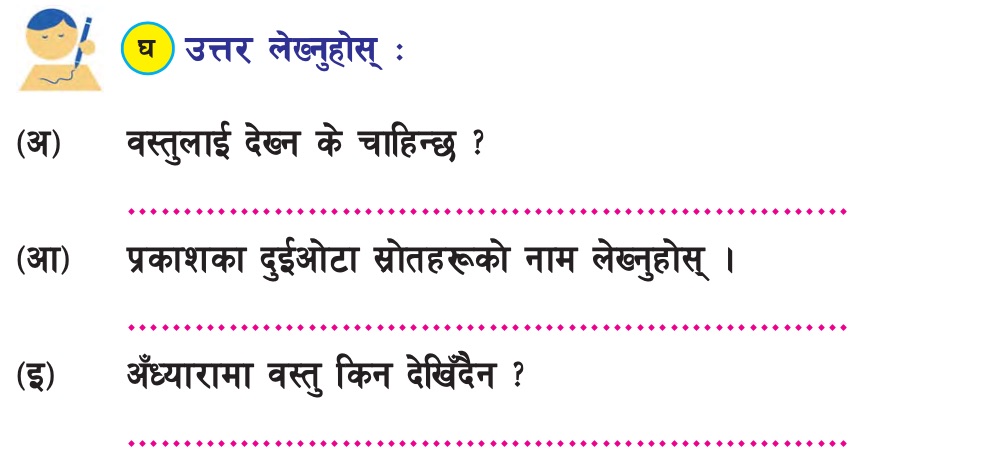 घ उत्तर लेख्नुहोस् :
(अ) वस्तुलाई देख्न के चाहिन्छ ?
(आ) प्रकाशका दुईओटा स्रोतहरूको नाम लेख्नुहोस् ।
(इ) अँध्यारामा वस्तु किन देखिँदैन ?